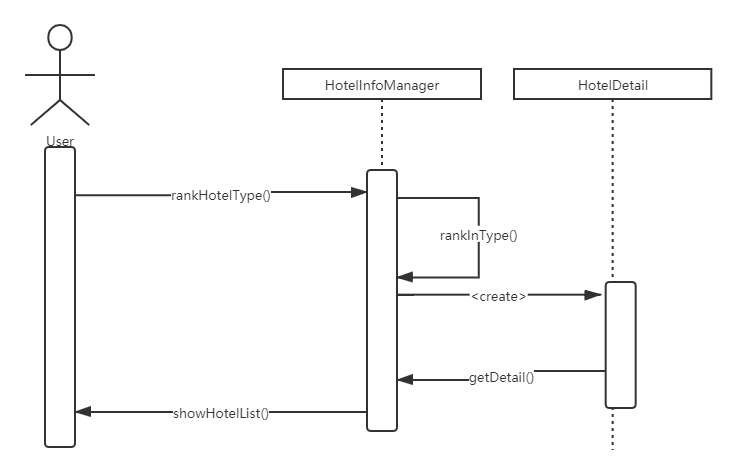 HotelInfoManager
HotelDetail
User
rankHotelType()
rankInType()
<create>
getDetail()
showHotelList()